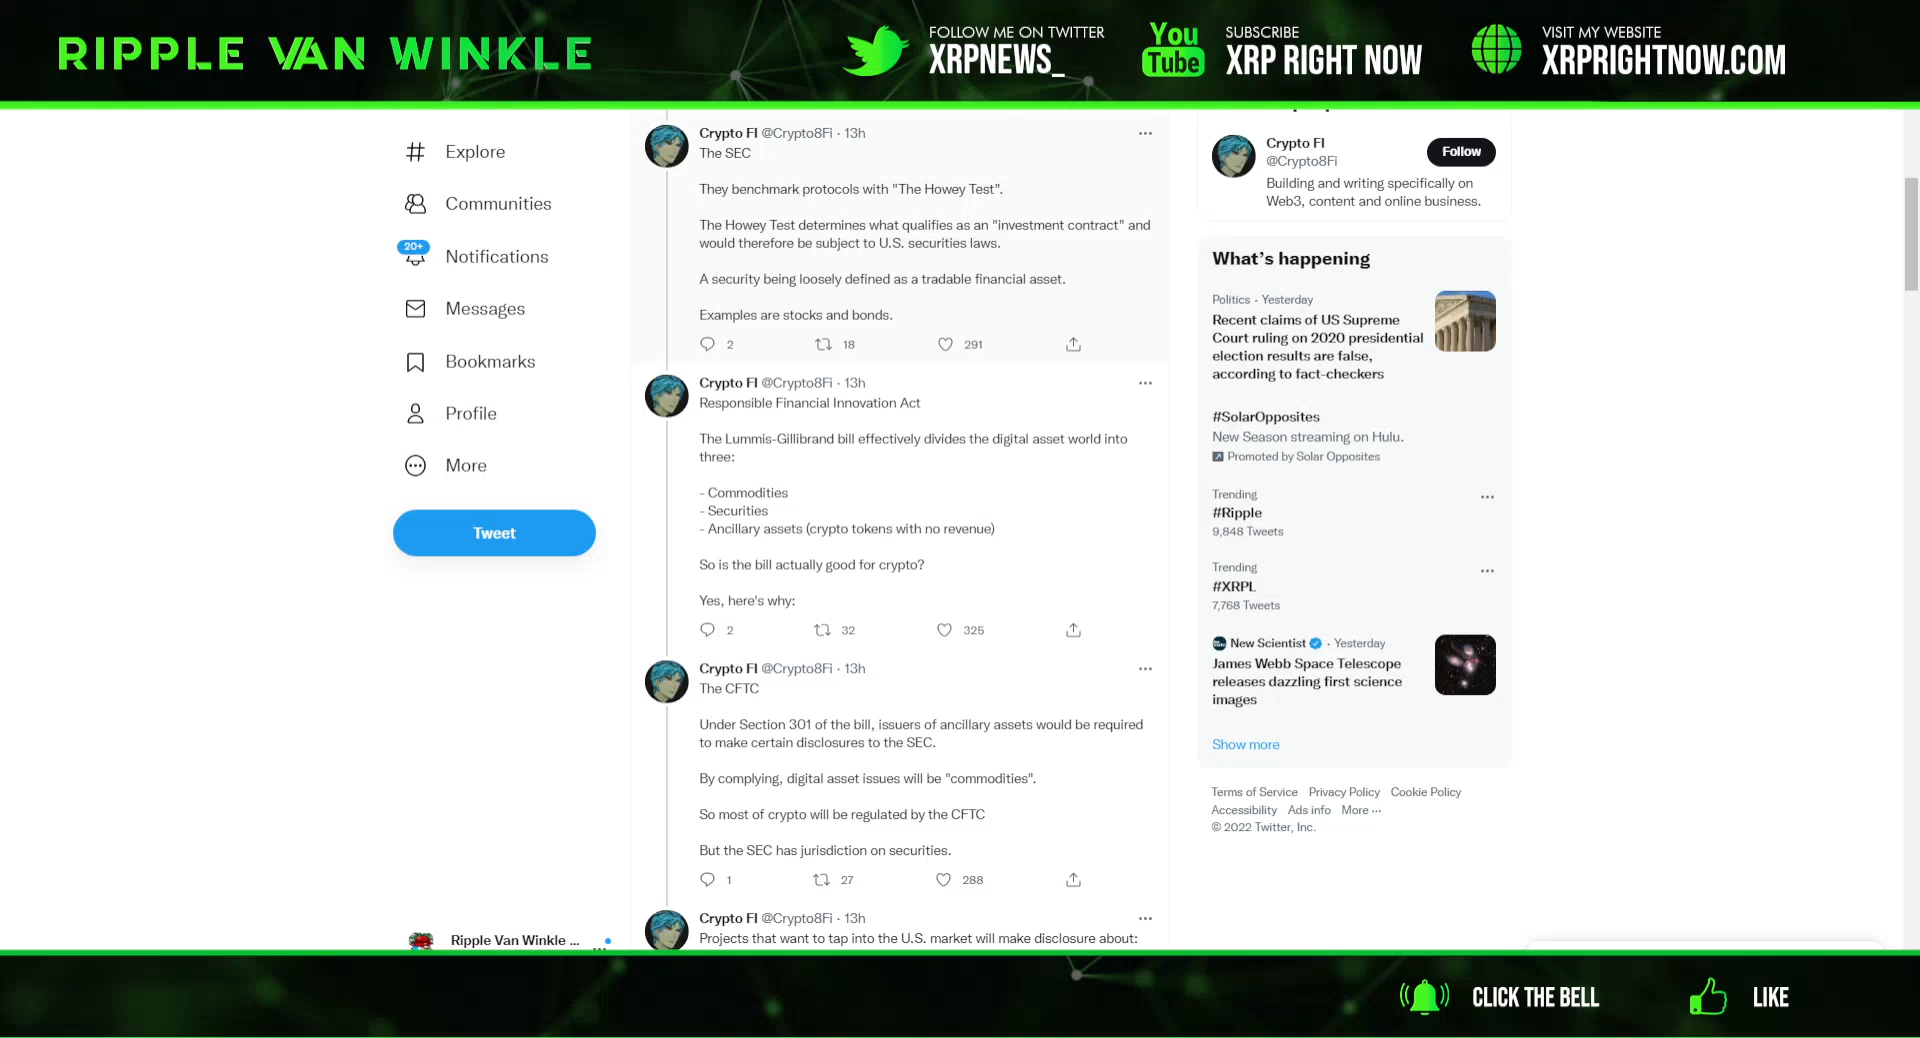 RIPPLE VAN WINKLE
FOLLOW ME ON TWITTER
XRPNEWS_
You
Tube
SUBSCRIBE
XRP RIGHT NOW
VISIT MY WEBSITE
XRPRIGHTNOW.COM
Explore
Communities
20+
Notifications
Messages
Bookmarks
Profile
More
Tweet
Ripple Van Winkle ...
Crypto FI @Crypto8Fi · 13h
The SEC
They benchmark protocols with "The Howey Test".
The Howey Test determines what qualifies as an "investment contract" and
would therefore be subject to U.S. securities laws.
A security being loosely defined as a tradable financial asset.
Examples are stocks and bonds.
2 18 291
Crypto FI @Crypto8Fi · 13h
Responsible Financial Innovation Act
The Lummis-Gillibrand bill effectively divides the digital asset world into
three:
- Commodities
- Securities
- Ancillary assets (crypto tokens with no revenue)
So is the bill actually good for crypto?
Yes, here's why:
2 32 325
Crypto FI @Crypto8Fi · 13h
The CFTC
Under Section 301 of the bill, issuers of ancillary assets would be required
to make certain disclosures to the SEC.
By complying, digital asset issues will be "commodities".
So most of crypto will be regulated by the CFTC
But the SEC has jurisdiction on securities.
1 27 288
Crypto FI @Crypto8Fi · 13h
Projects that want to tap into the U.S. market will make disclosure about:
Crypto FI
@Crypto8Fi
Follow
Building and writing specifically on
Web3, content and online business.
What's happening
Politics · Yesterday
Recent claims of US Supreme
Court ruling on 2020 presidential
election results are false,
according to fact-checkers
#SolarOpposites
New Season streaming on Hulu.
Promoted by Solar Opposites
Trending
#Ripple
9,848 Tweets
Trending
#XRPL
7,768 Tweets
New Scientist · Yesterday
James Webb Space Telescope
releases dazzling first science
images
Show more
Terms of Service Privacy Policy Cookie Policy
Accessibility Ads info More ···
© 2022 Twitter, Inc.
CLICK THE BELL
LIKE